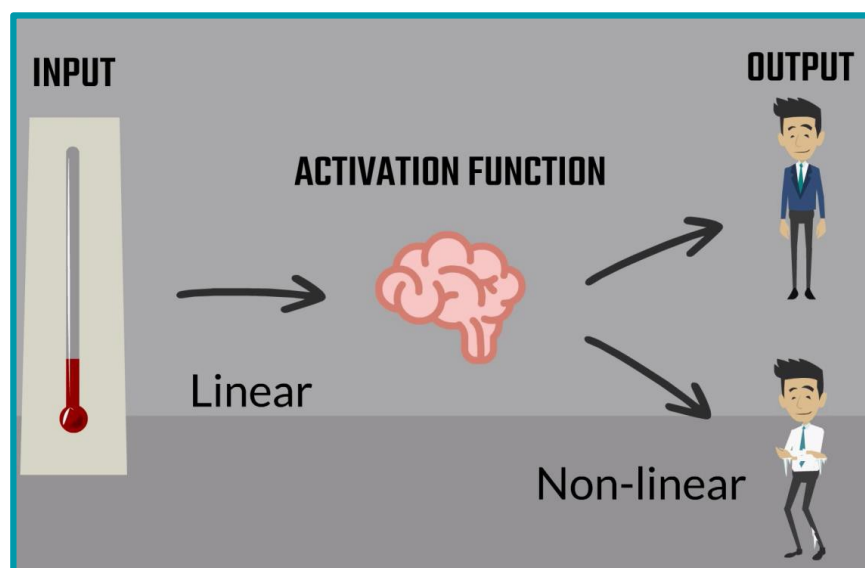 INPUT
OUTPUT
ACTIVATION FUNCTION
Linear
Non-linear